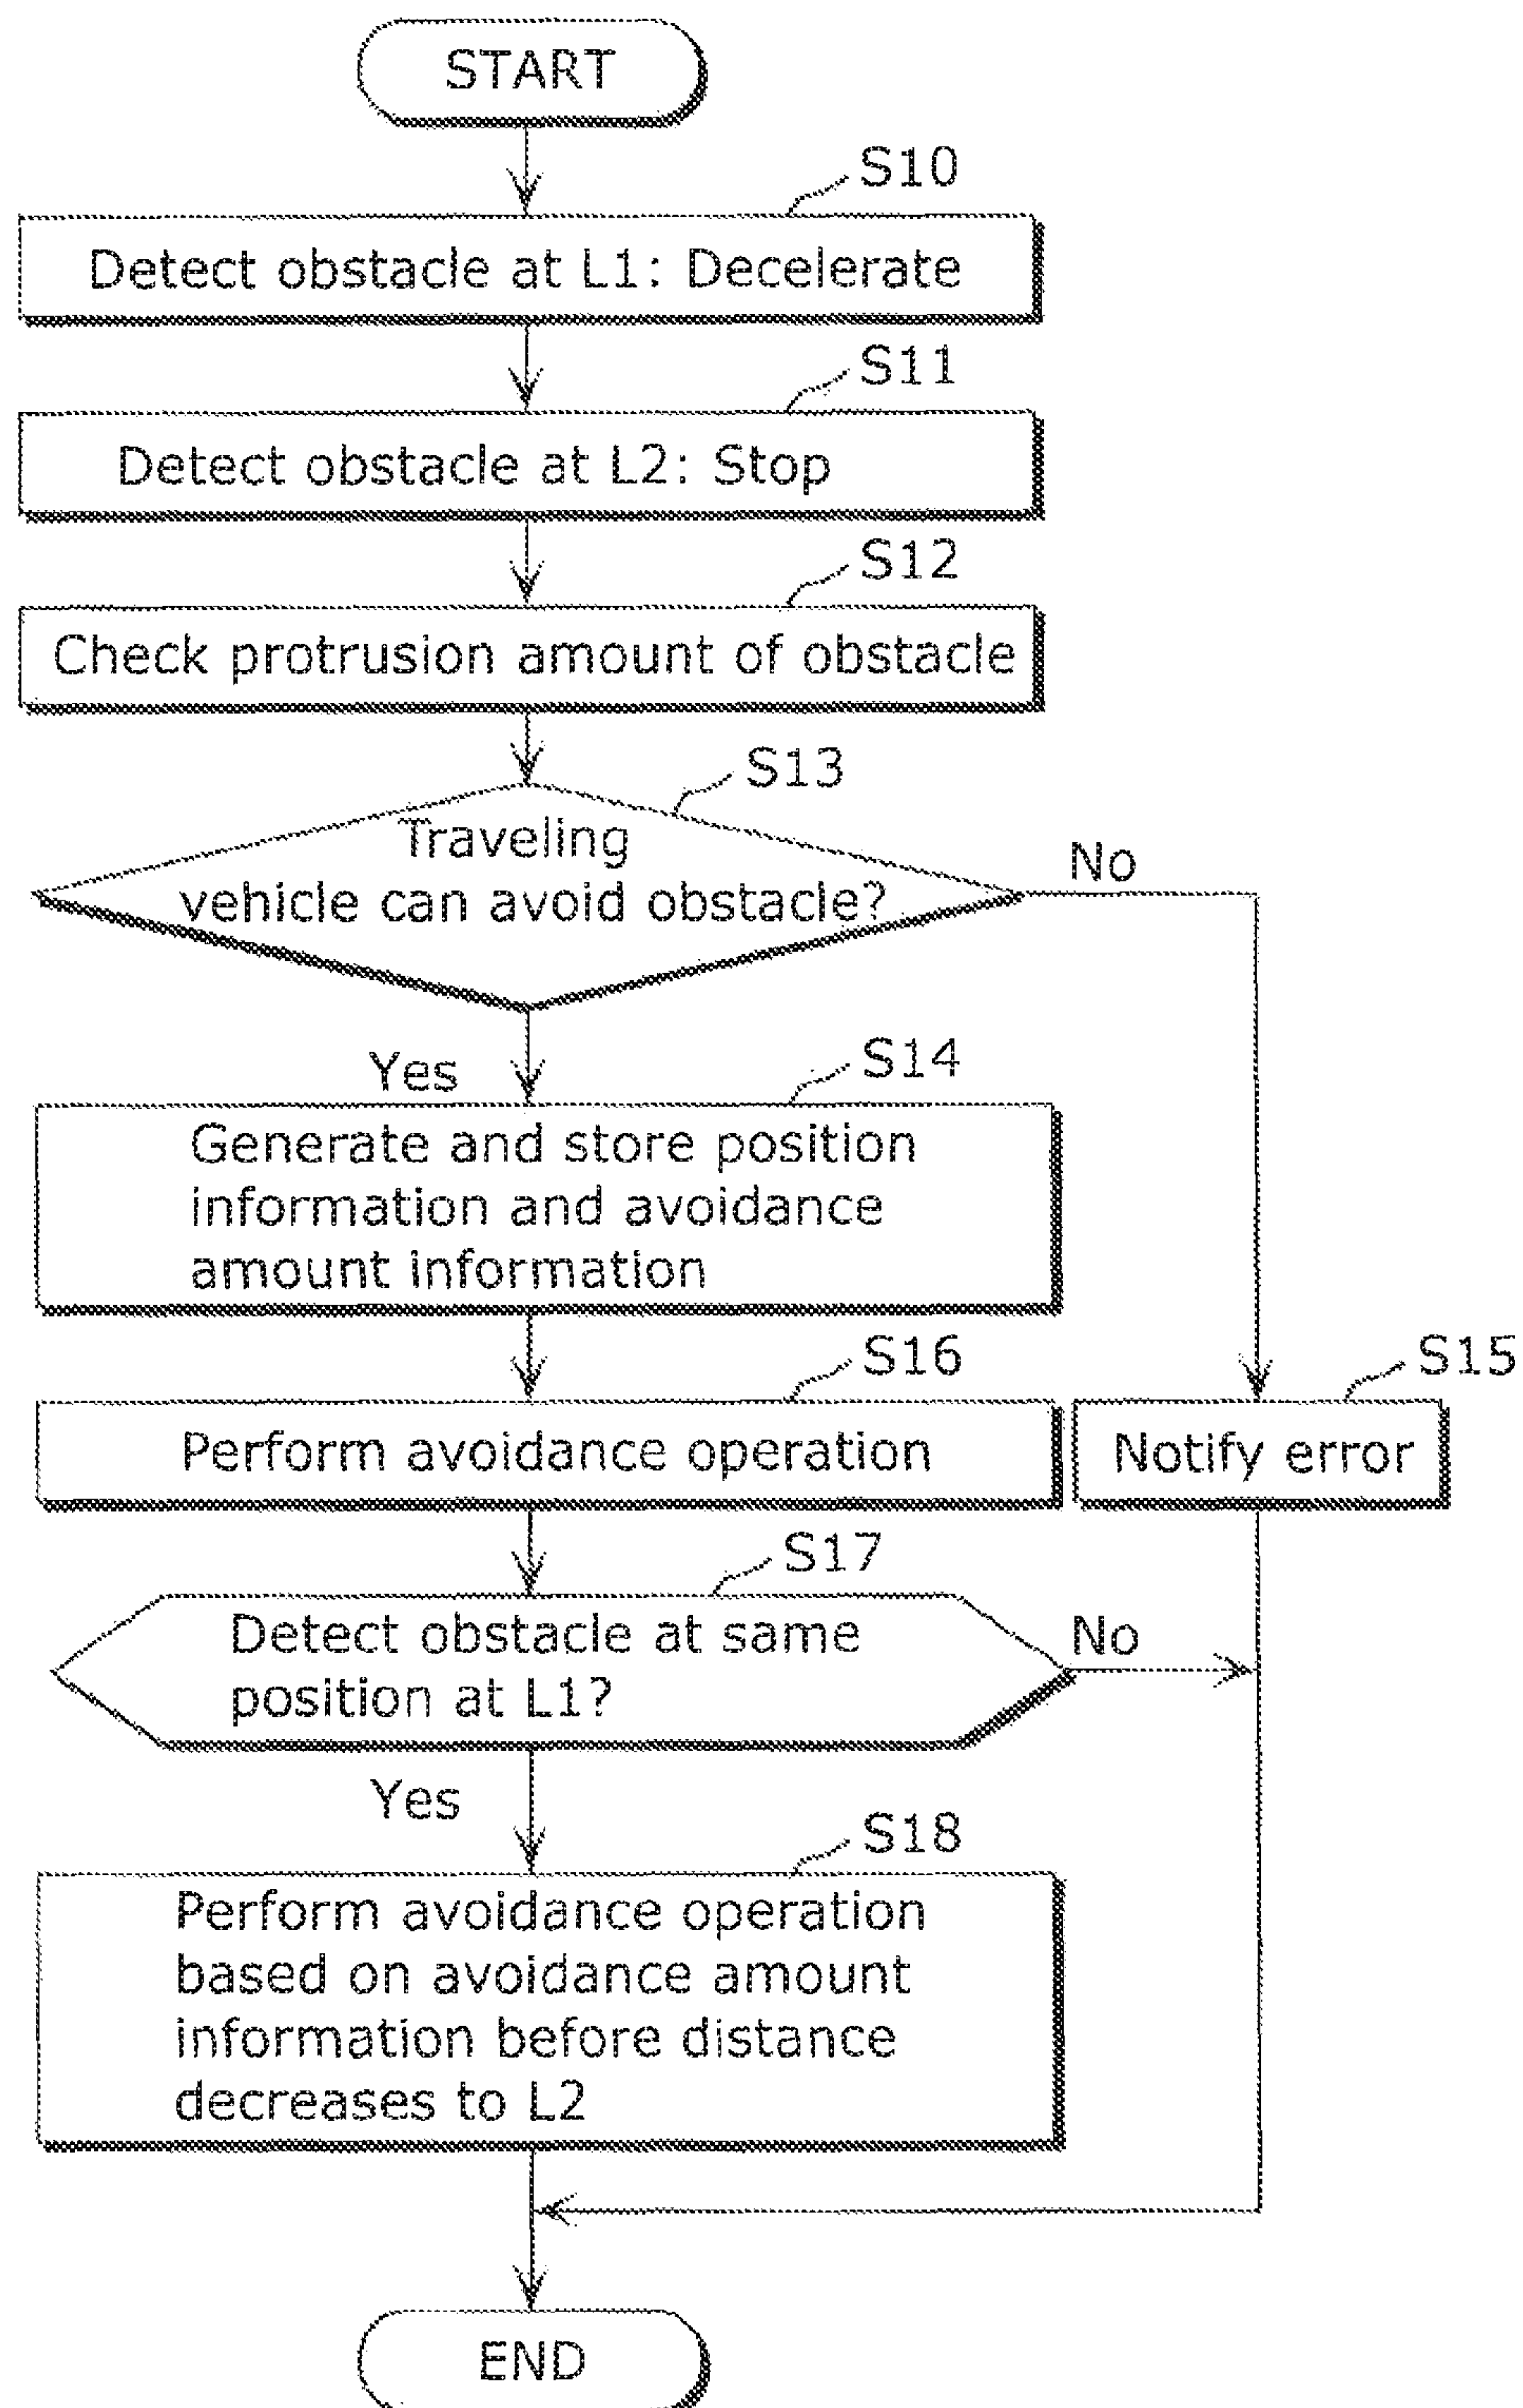 START
S10
Detect obstacle at L1: Decelerate
S11
Detect obstacle at L2: Stop
S12
Check protrusion amount of obstacle
S13
Traveling
vehicle can avoid obstacle?
No
Yes
S14
Generate and store position
information and avoidance
amount information
S16
Perform avoidance operation
S15
Notify error
S17
Detect obstacle at same
position at L1?
No
Yes
S18
Perform avoidance operation
based on avoidance amount
information before distance
decreases to L2
END